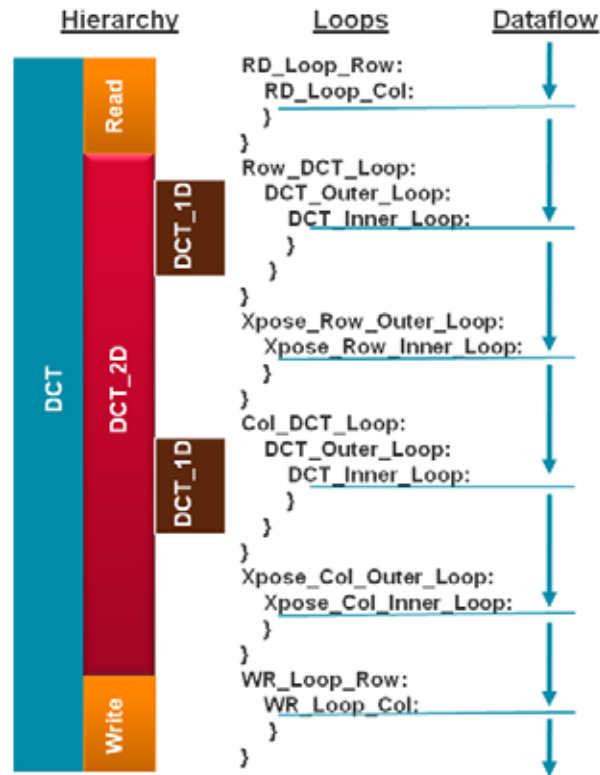 Hierarchy Loops Dataflow
DCT
Read
DCT_2D
Write
DCT_1D
DCT_1D
RD_Loop_Row:
RD_Loop_Col:
}
}
Row_DCT_Loop:
DCT_Outer_Loop:
DCT_Inner_Loop:
}
}
}
Xpose_Row_Outer_Loop:
Xpose_Row_Inner_Loop:
}
}
Col_DCT_Loop:
DCT_Outer_Loop:
DCT_Inner_Loop:
}
}
}
Xpose_Col_Outer_Loop:
Xpose_Col_Inner_Loop:
}
}
WR_Loop_Row:
WR_Loop_Col:
}
}